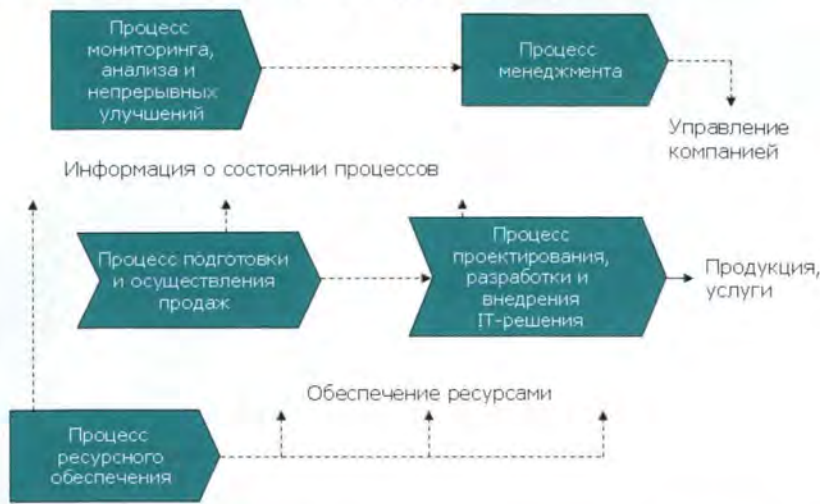 Процесс
мониторинга,
анализа и
непрерывных
улучшений
Процесс
менеджмента
Управление
компанией
Информация о состоянии процессов
Процесс подготовки
и осуществления
продаж
Процесс
проектирования,
разработки и
внедрения
IT-решения
Продукция,
услуги
Обеспечение ресурсами
Процесс
ресурсного
обеспечения